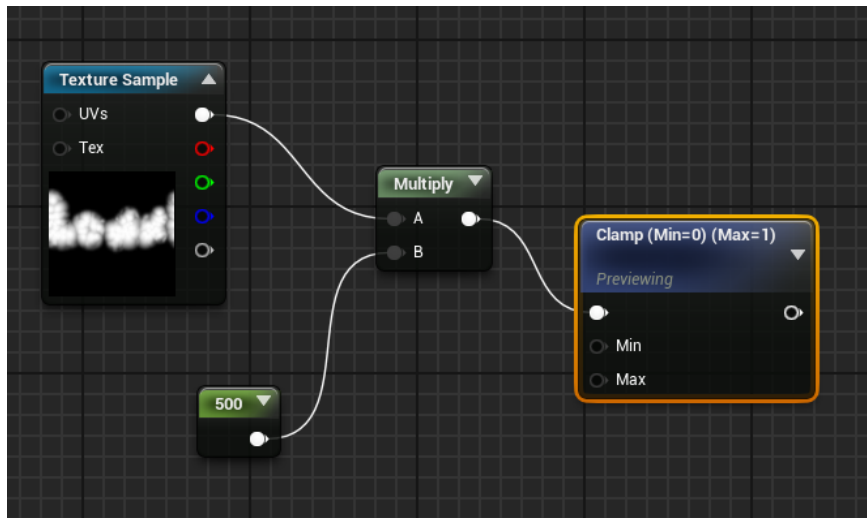 Texture Sample
UVs
Tex
Multiply
A
B
Clamp (Min=0) (Max=1)
Previewing
Min
Max
500